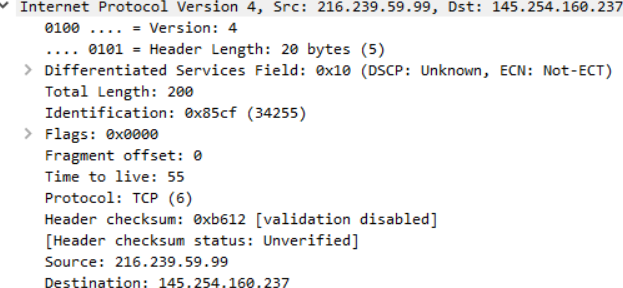 Internet Protocol Version 4, Src: 216.239.59.99, Dst: 145.254.160.237
0100 .... = Version: 4
.... 0101 = Header Length: 20 bytes (5)
Differentiated Services Field: 0x10 (DSCP: Unknown, ECN: Not-ECT)
Total Length: 200
Identification: 0x85cf (34255)
Flags: 0x0000
Fragment offset: 0
Time to live: 55
Protocol: TCP (6)
Header checksum: 0xb612 [validation disabled]
[Header checksum status: Unverified]
Source: 216.239.59.99
Destination: 145.254.160.237